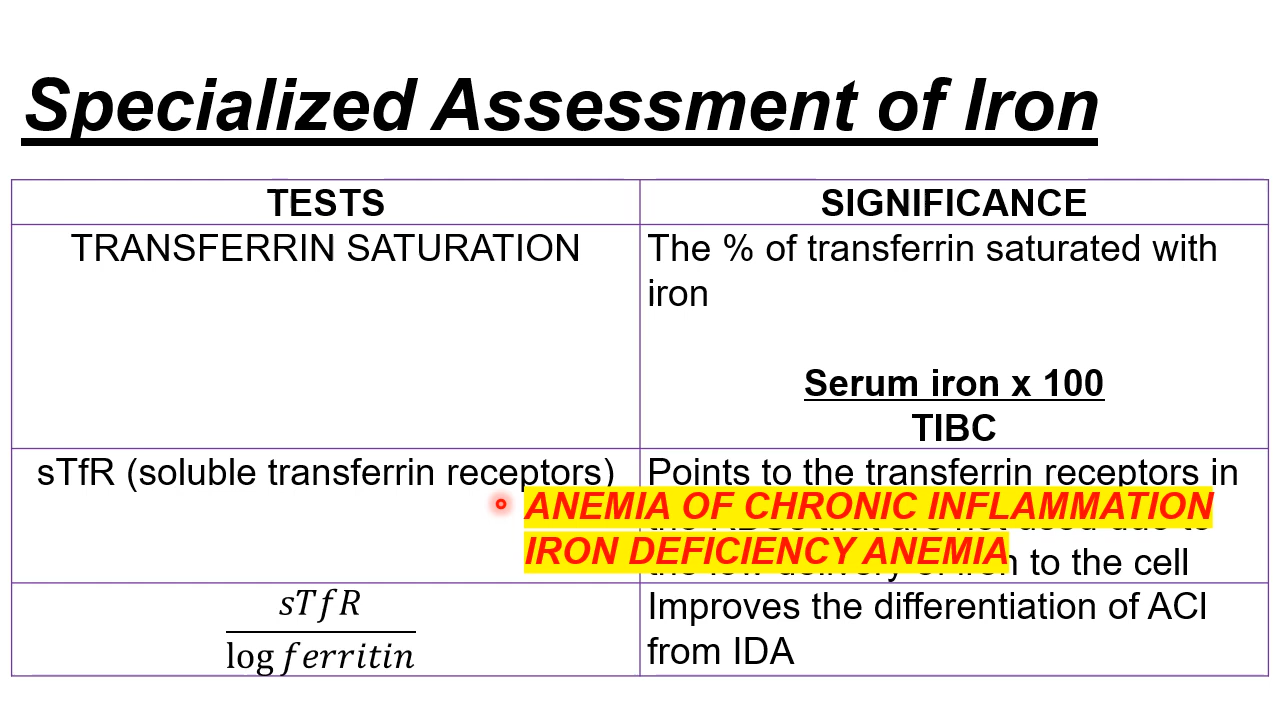 Specialized Assessment of Iron
TESTS
SIGNIFICANCE
TRANSFERRIN SATURATION
The % of transferrin saturated with
iron
Serum iron x 100
TIBC
sTfR (soluble transferrin receptors)
Points to the transferrin receptors in
ANEMIA OF CHRONIC INFLAMMATION
IRON DEFICIENCY ANEMIA
to the cell
sTfR
log ferritin
Improves the differentiation of ACI
from IDA